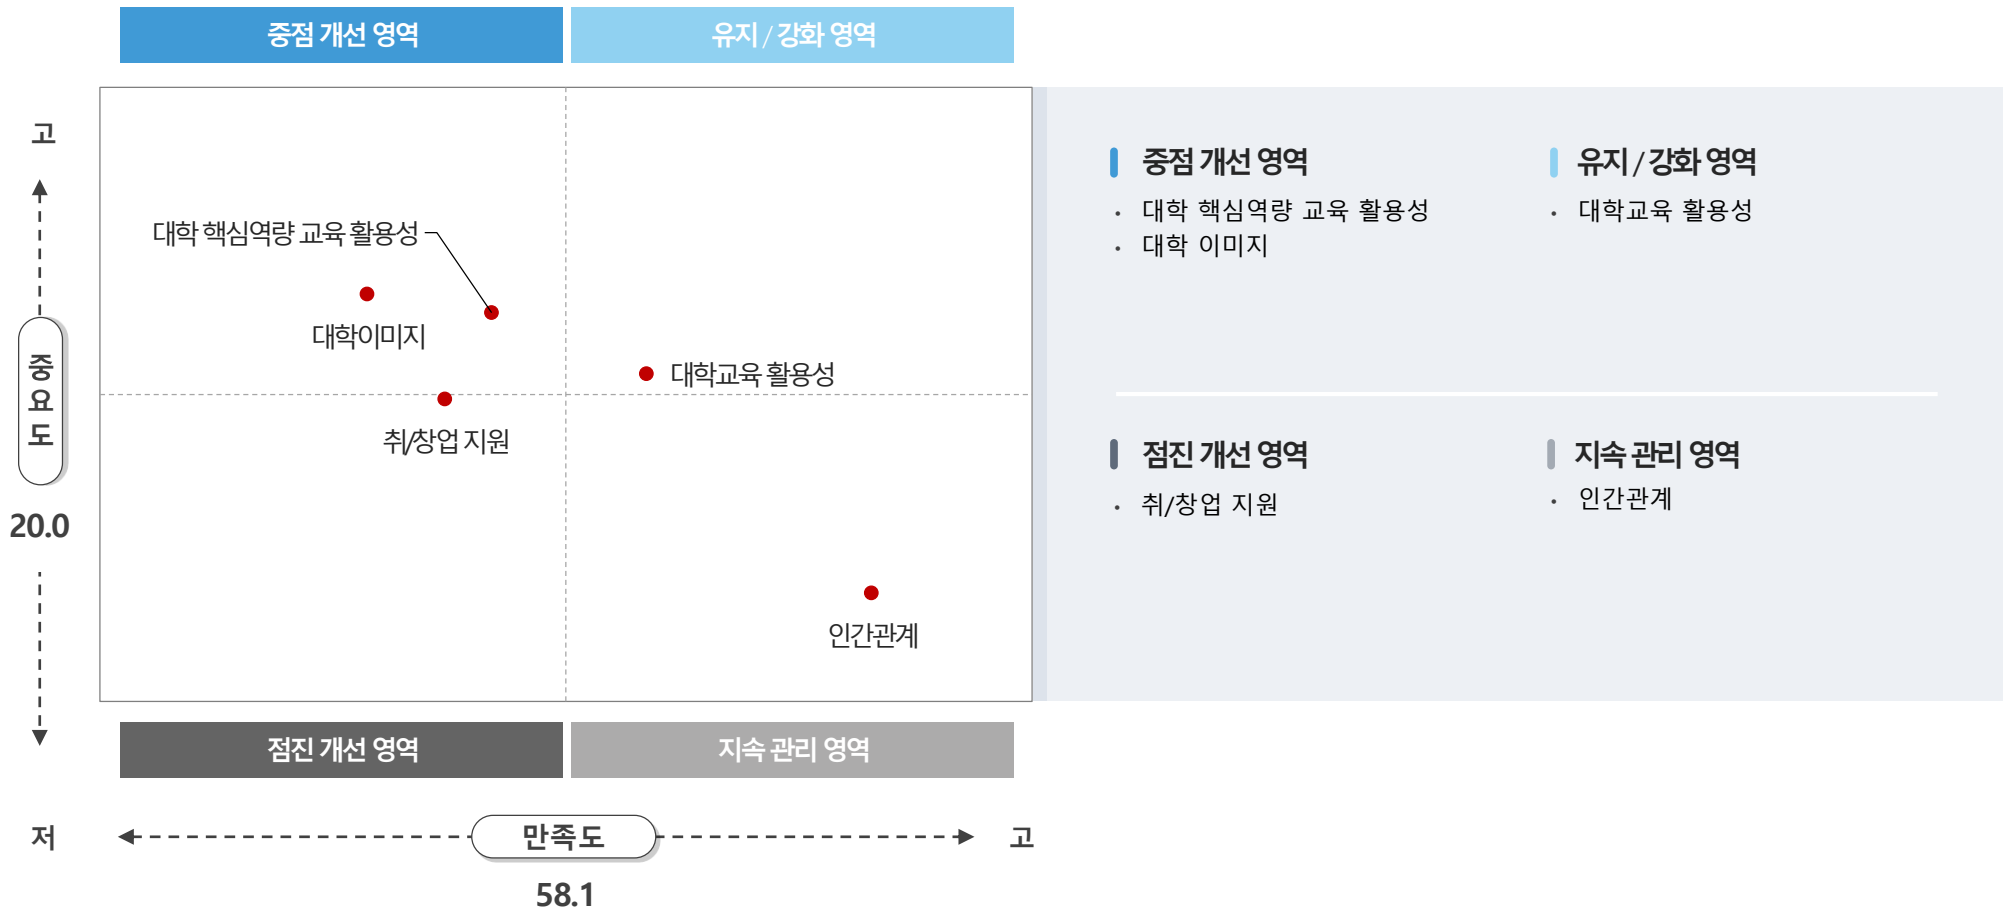 중점 개선 영역
유지 / 강화 영역
고
중요도
20.0
저
대학 핵심역량 교육 활용성
대학이미지
대학교육 활용성
취/창업 지원
인간관계
점진 개선 영역
지속 관리 영역
만족도
고
58.1
중점 개선 영역
· 대학 핵심역량 교육 활용성
· 대학 이미지
유지 / 강화 영역
· 대학교육 활용성
점진 개선 영역
· 취/창업 지원
지속 관리 영역
· 인간관계